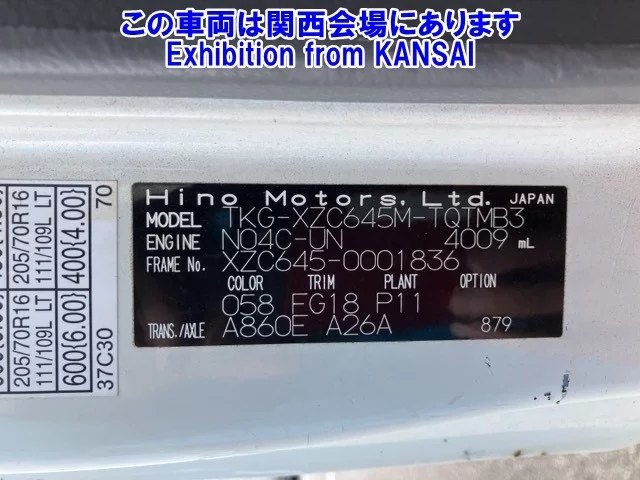 この車両は関西会場にあります
Exhibition from KANSAI
Hino Motors, Ltd. JAPAN
MODEL TKG-XZC645M-TQTMB3
ENGINE N04C-UN 4009 mL
FRAME No. XZC645-0001836
COLOR TRIM PLANT OPTION
058 EG18 P11
TRANS./AXLE A860E A26A 879
205/70R16
111/109L LT
205/70R16
111/109L LT
600{6.00} 400{4.00}
37C30 70